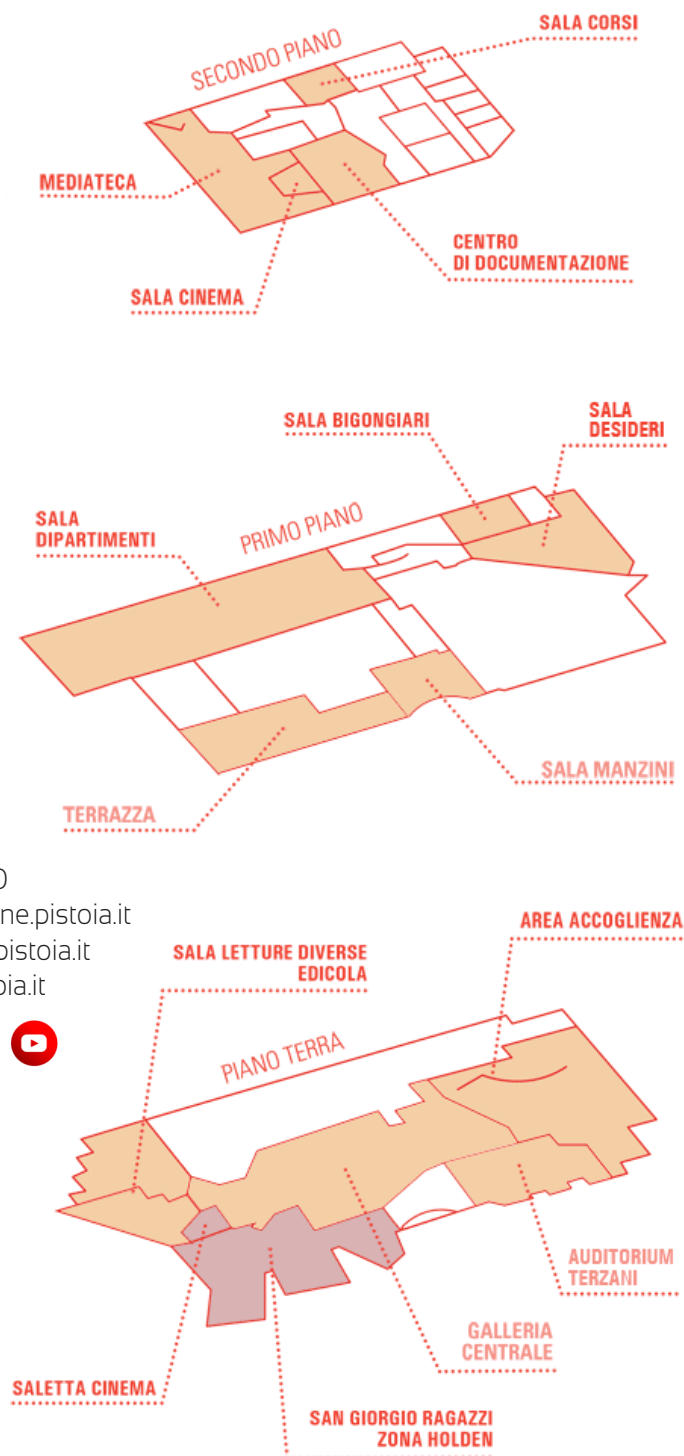 SALA CORSI
SECONDO PIANO
MEDIATECA
CENTRO
DI DOCUMENTAZIONE
SALA CINEMA
SALA BIGONGIARI
SALA
DESIDERI
SALA
DIPARTIMENTI
PRIMO PIANO
SALA MANZINI
TERRAZZA
ne.pistoia.it
pistoia.it
oia.it
AREA ACCOGLIENZA
SALA LETTURE DIVERSE
EDICOLA
PIANO TERRA
AUDITORIUM
TERZANI
GALLERIA
CENTRALE
SALETTA CINEMA
SAN GIORGIO RAGAZZI
ZONA HOLDEN